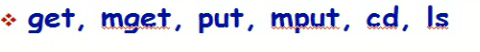 ❖ get, mget, put, mput, cd, ls